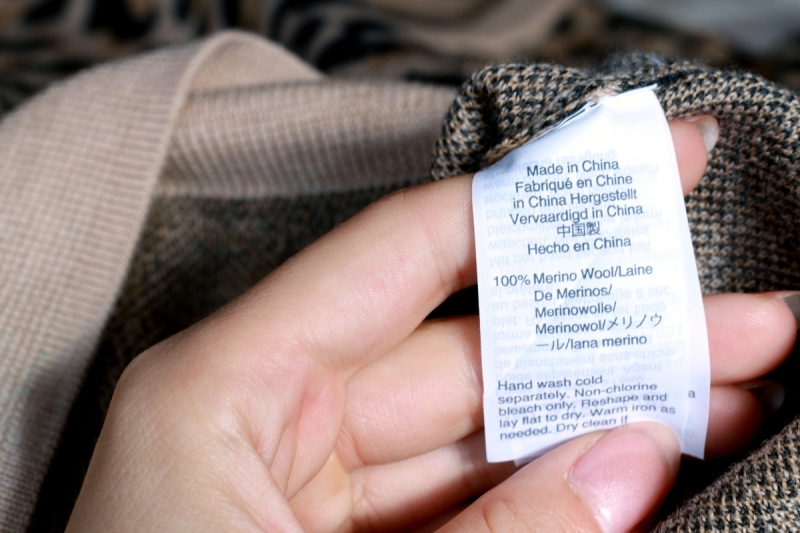 Made in China
Fabriqué en Chine
in China Hergestellt
Vervaardigd in China
中国製
Hecho en China
100% Merino Wool/Laine
De Merinos/
Merinowolle/
Merinowol/メリノウ
ール/lana merino
Hand wash cold
separately. Non-chlorine
bleach only. Reshape and
lay flat to dry. Warm iron as
needed. Dry clean if
a